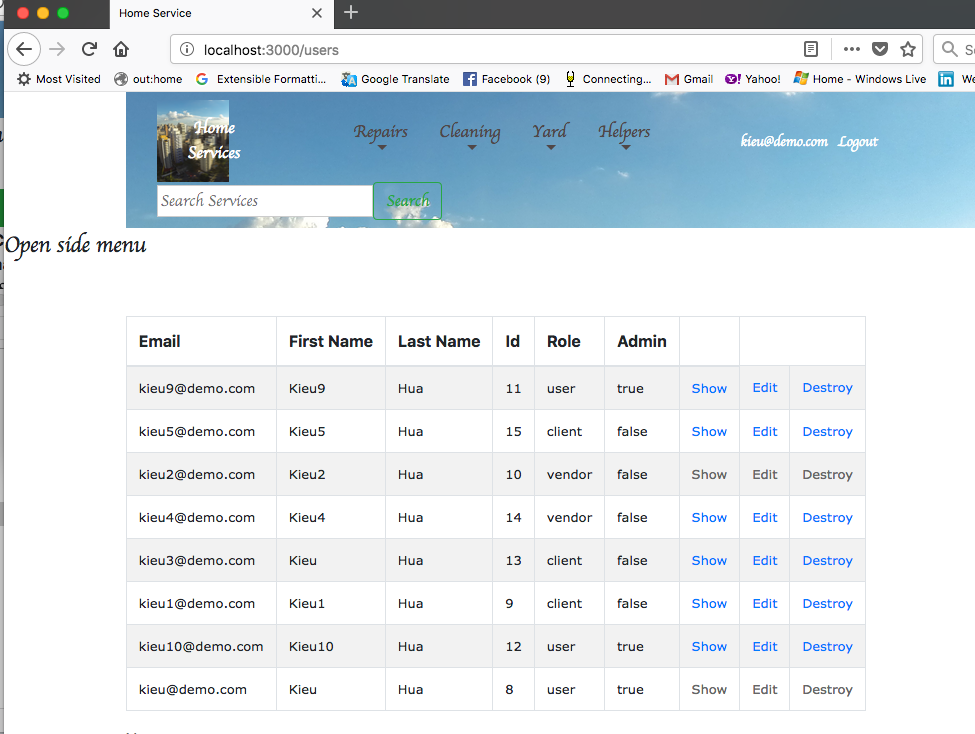 Home Service
localhost:3000/users
Most Visited out:home Extensible Formatti... Google Translate Facebook (9) Connecting... Gmail Yahoo! Home - Windows Live
Home Services
Repairs Cleaning Yard Helpers
kieu@demo.com Logout
Search Services Search
Open side menu
Email First Name Last Name Id Role Admin
kieu9@demo.com Kieu9 Hua 11 user true Show Edit Destroy
kieu5@demo.com Kieu5 Hua 15 client false Show Edit Destroy
kieu2@demo.com Kieu2 Hua 10 vendor false Show Edit Destroy
kieu4@demo.com Kieu4 Hua 14 vendor false Show Edit Destroy
kieu3@demo.com Kieu Hua 13 client false Show Edit Destroy
kieu1@demo.com Kieu1 Hua 9 client false Show Edit Destroy
kieu10@demo.com Kieu10 Hua 12 user true Show Edit Destroy
kieu@demo.com Kieu Hua 8 user true Show Edit Destroy